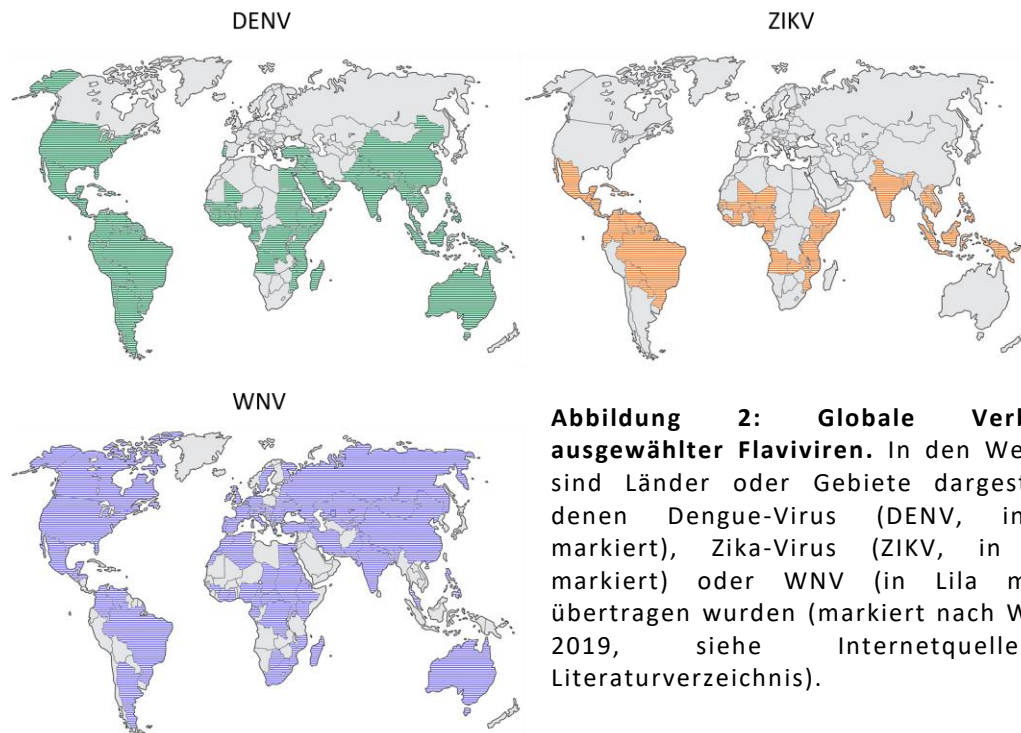 DENV
ZIKV
WNV
Abbildung 2: Globale Verb
ausgewählter Flaviviren. In den We
sind Länder oder Gebiete dargest
denen Dengue-Virus (DENV, in
markiert), Zika-Virus (ZIKV, in
markiert) oder WNV (in Lila m
übertragen wurden (markiert nach W
2019, siehe Internetquelle
Literaturverzeichnis).